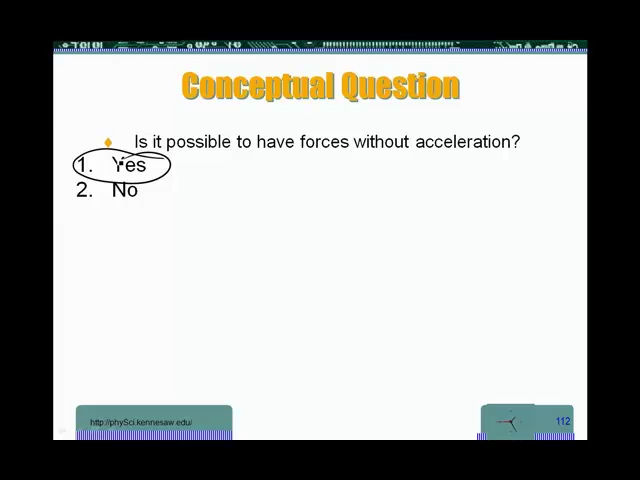 Conceptual Question
Is it possible to have forces without acceleration?
1. Yes
2. No
http://phySci.kennesaw.edu/
112